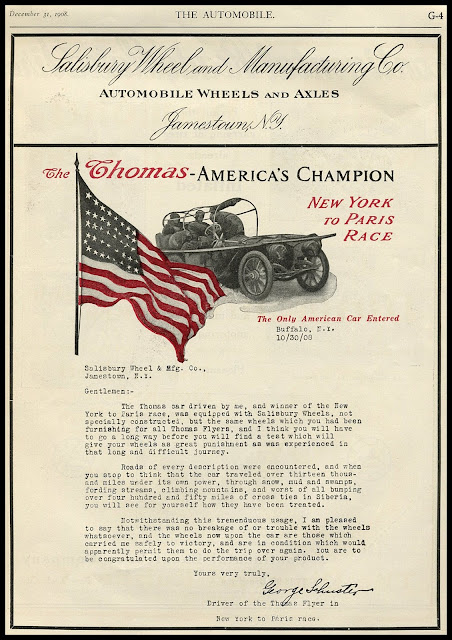 December 31, 1908.
THE AUTOMOBILE.
G-4
Salisbury Wheel and Manufacturing Co.
AUTOMOBILE WHEELS AND AXLES
Jamestown, N.Y.
The Thomas-AMERICA'S CHAMPION
NEW YORK
TO PARIS
RACE
The Only American Car Entered
Buffalo, N.Y.
10/30/08
Salisbury Wheel & Mfg. Co.,
Jamestown, N.Y.
Gentlemen:-
The Thomas car driven by me, and winner of the New
York to Paris race, was equipped with Salisbury Wheels, not
specially constructed, but the same wheels which you had been
furnishing for all Thomas Flyers, and I think you will have
to go a long way before you will find a test which will
give your wheels as great punishment as was experienced in
that long and difficult journey.
Roads of every description were encountered, and when
you stop to think that the car traveled over thirteen thous-
and miles under its own power, through snow, mud and swamps,
fording streams, climbing mountains, and worst of all bumping
over four hundred and fifty miles of cross ties in Siberia,
you will see for yourself how they have been treated.
Notwithstanding this tremenduous usage, I am pleased
to say that there was no breakage of or trouble with the wheels
whatsoever, and the wheels now upon the car are those which
carried me safely to victory, and are in condition which would
apparently permit them to do the trip over again. You are to
be congratulated upon the performance of your product.
Yours very truly,
George Schuster
Driver of the Thomas Flyer in
New York to Paris race.